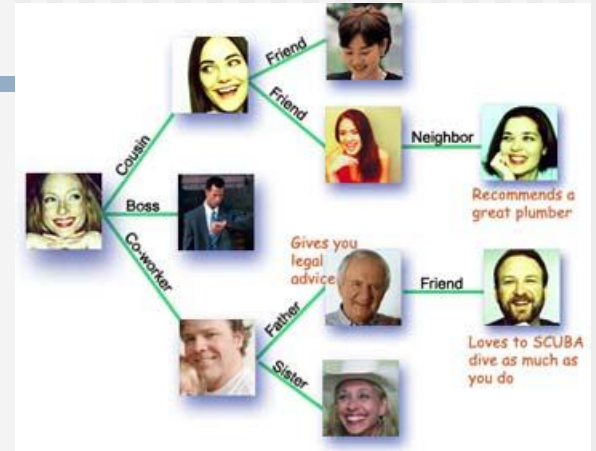 Friend
Friend
Neighbor
Recommends a
great plumber
Cousin
Boss
Co-worker
Gives you
legal
advice
Father
Friend
Sister
Loves to SCUBA
dive as much as
you do